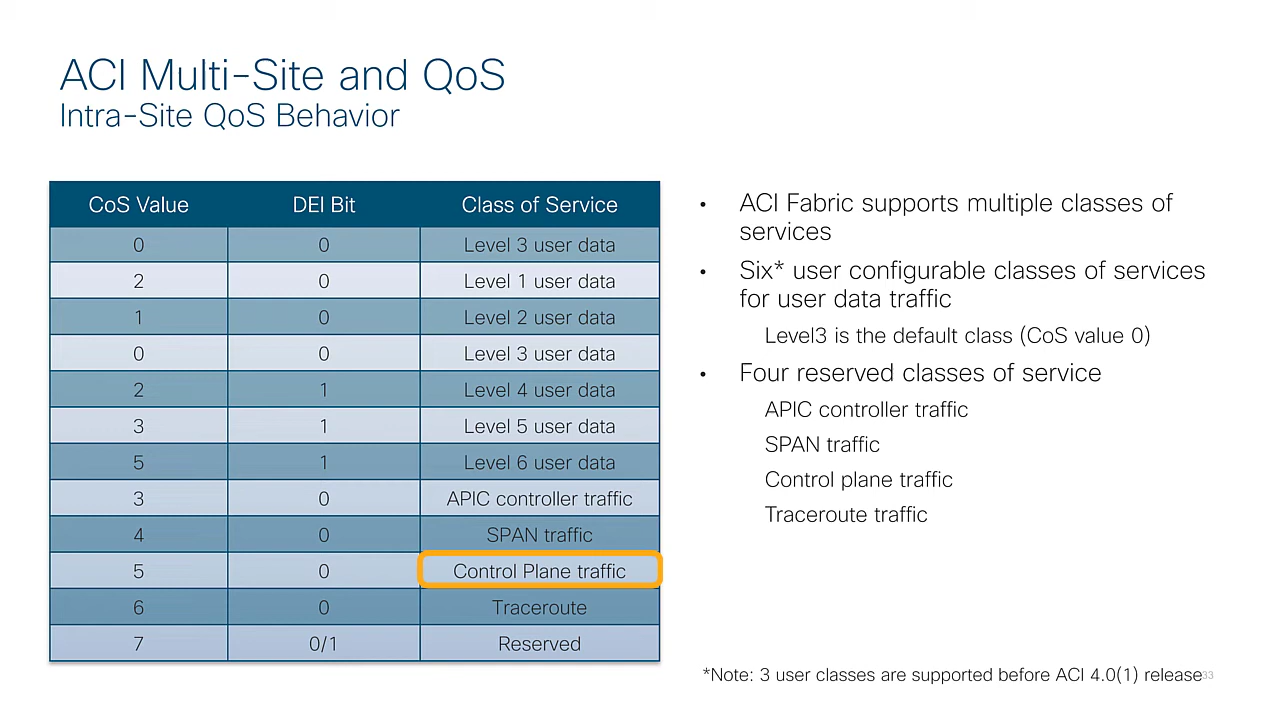 ACI Multi-Site and QoS
Intra-Site QoS Behavior
CoS Value DEI Bit Class of Service
0 0 Level 3 user data
2 0 Level 1 user data
1 0 Level 2 user data
0 0 Level 3 user data
2 1 Level 4 user data
3 1 Level 5 user data
5 1 Level 6 user data
3 0 APIC controller traffic
4 0 SPAN traffic
5 0 Control Plane traffic
6 0 Traceroute
7 0/1 Reserved
• ACI Fabric supports multiple classes of
services
• Six* user configurable classes of services
for user data traffic
Level3 is the default class (CoS value 0)
• Four reserved classes of service
APIC controller traffic
SPAN traffic
Control plane traffic
Traceroute traffic
*Note: 3 user classes are supported before ACI 4.0(1) release
33